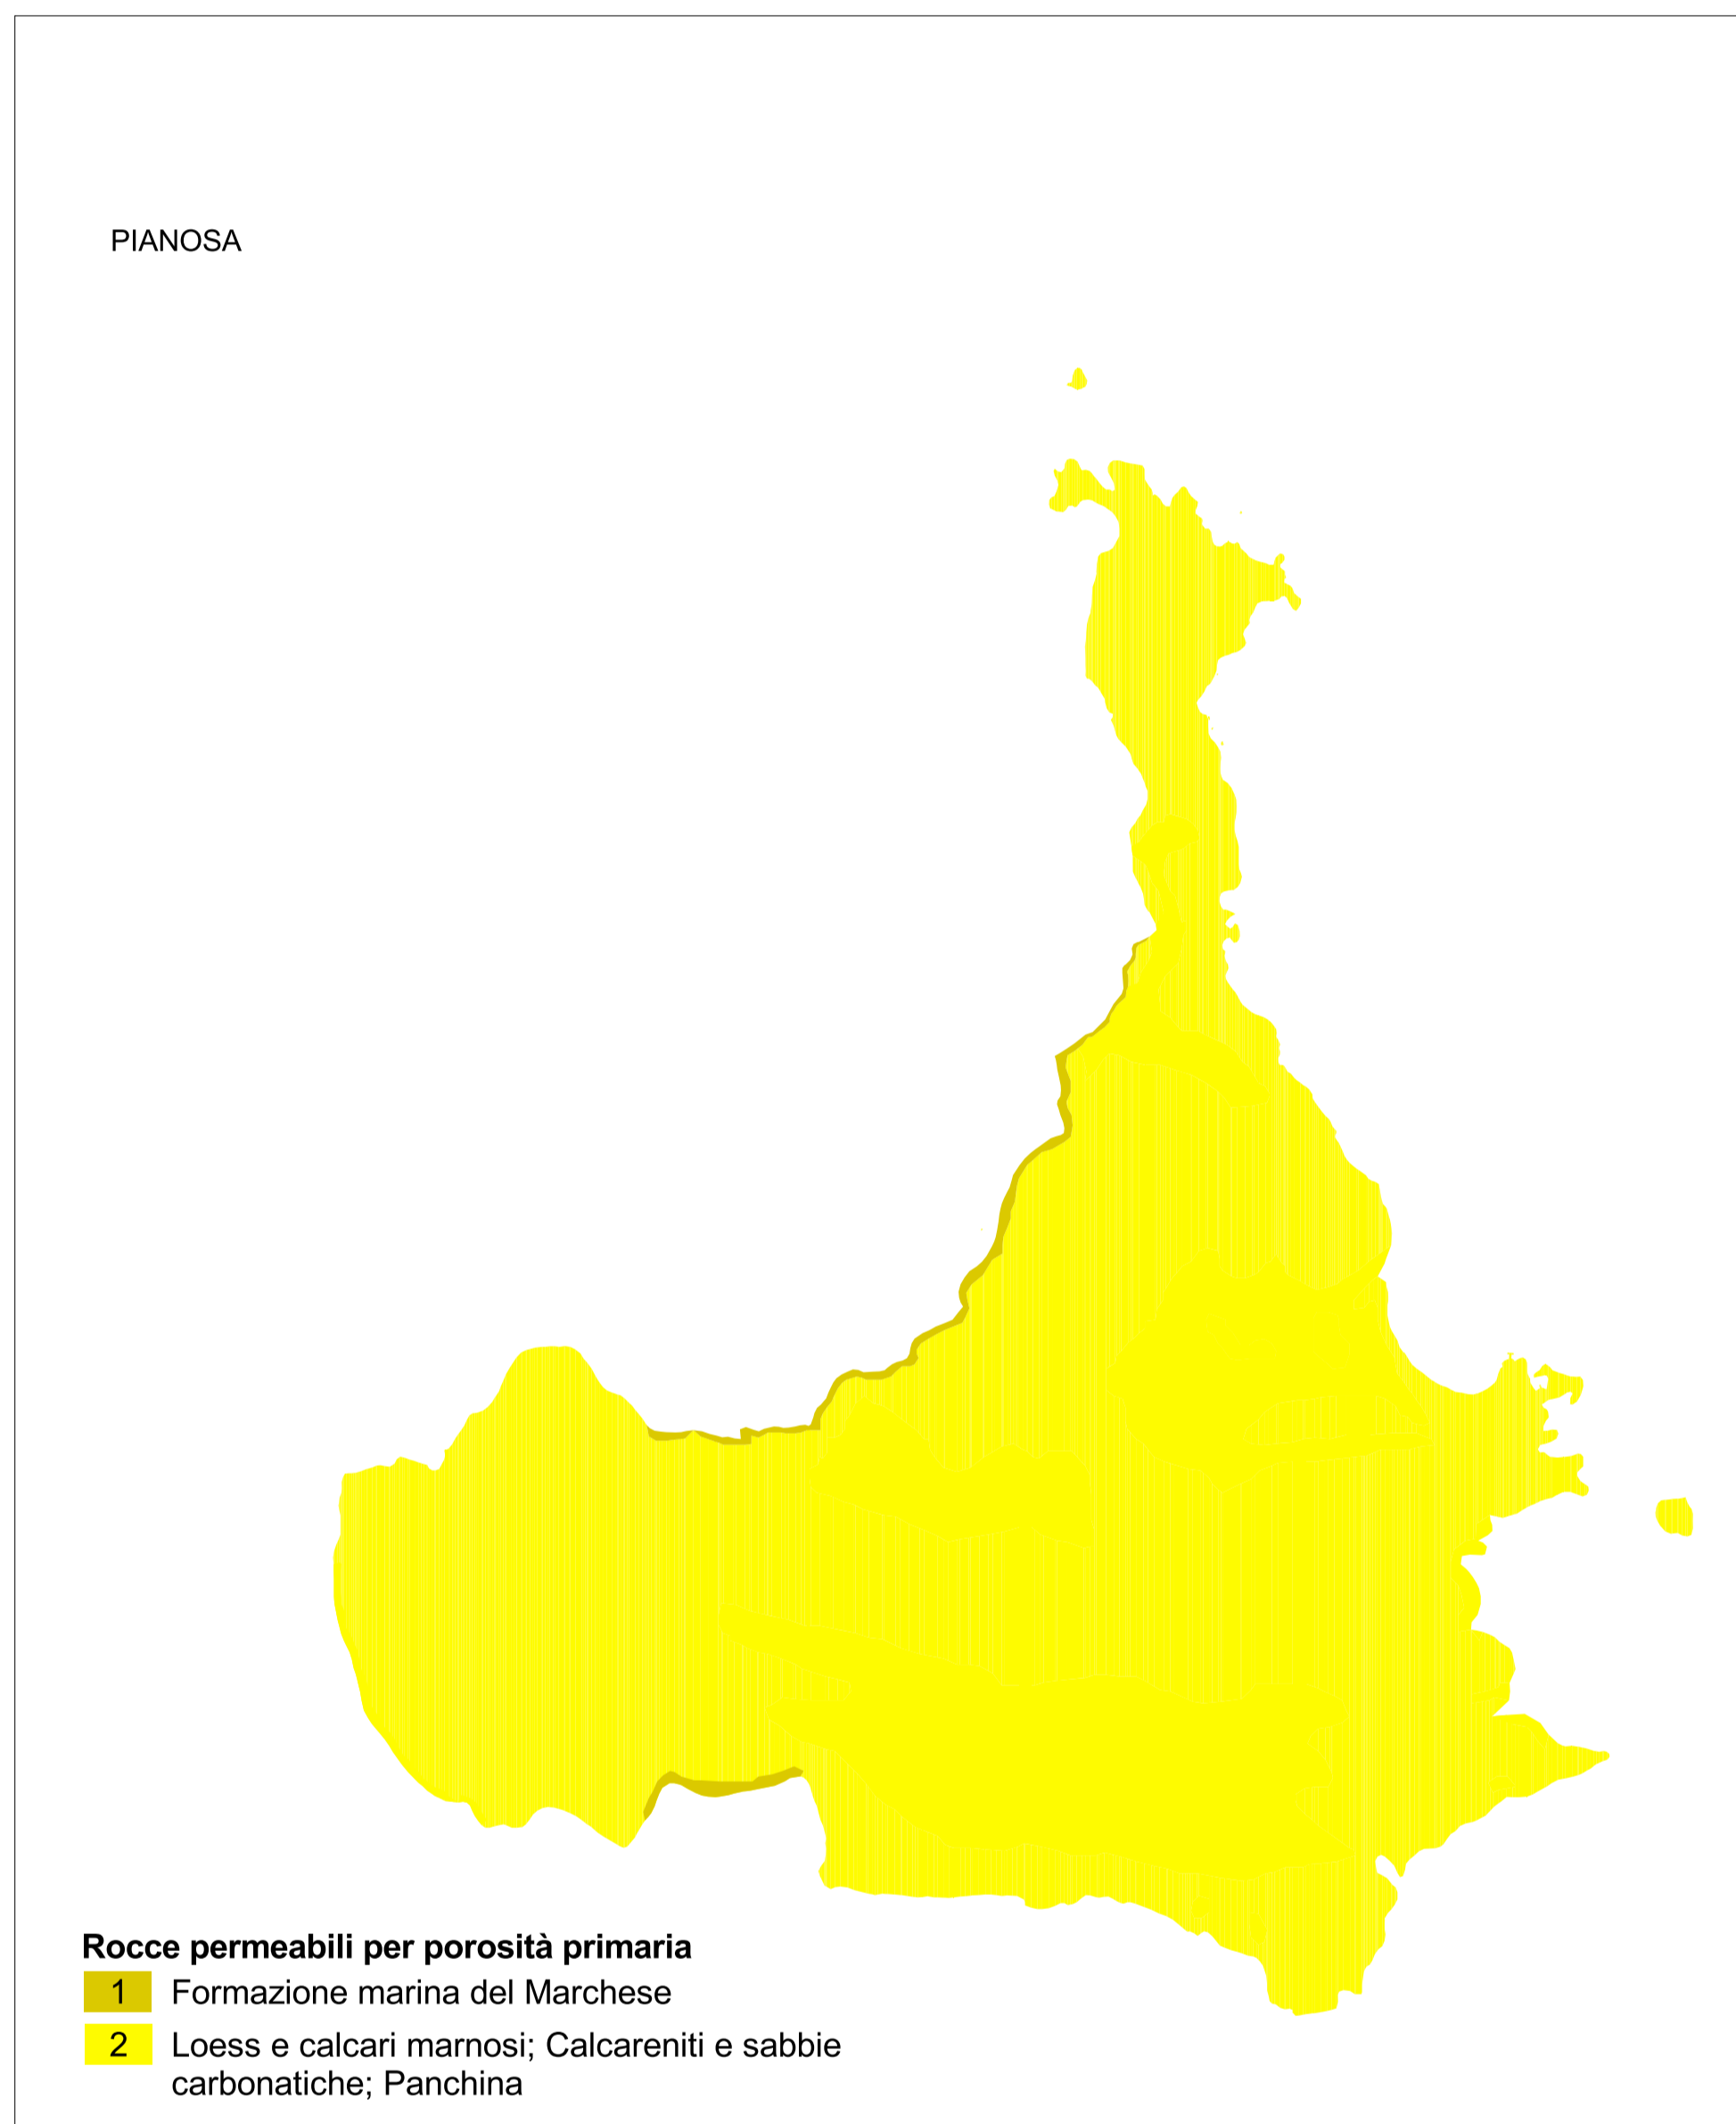 PIANOSA
Rocce permeabili per porosità primaria
1 Formazione marina del Marchese
2 Loess e calcari marnosi; Calcareniti e sabbie
carbonatiche; Panchina